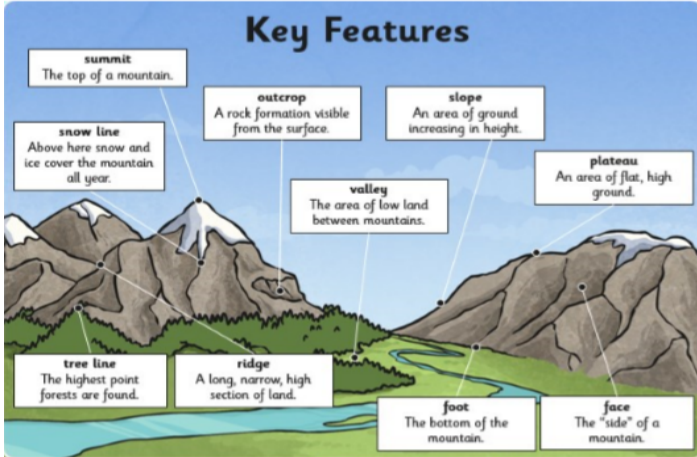 Key Features
summit
The top of a mountain.
outcrop
A rock formation visible
from the surface.
slope
An area of ground
increasing in height.
snow line
Above here snow and
ice cover the mountain
all year.
plateau
An area of flat, high
ground.
valley
The area of low land
between mountains.
tree line
The highest point
forests are found.
ridge
A long, narrow, high
section of land.
foot
The bottom of the
mountain.
face
The "side" of a
mountain.